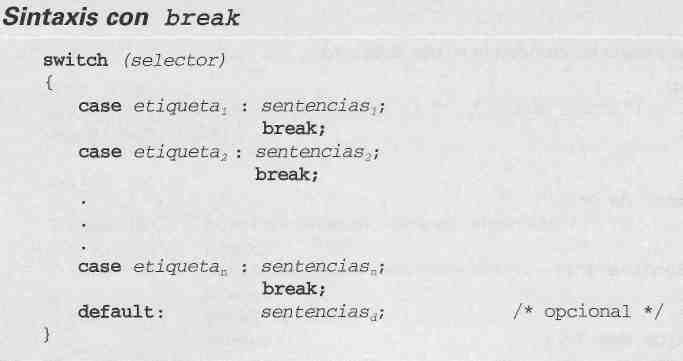 Sintaxis con break
switch (selector)
{
case etiqueta₁ : sentencias₁;
break;
case etiqueta₂ : sentencias₂;
break;
.
.
.
case etiquetaₙ : sentenciasₙ;
break;
default: sentencias_d; /* opcional */
}